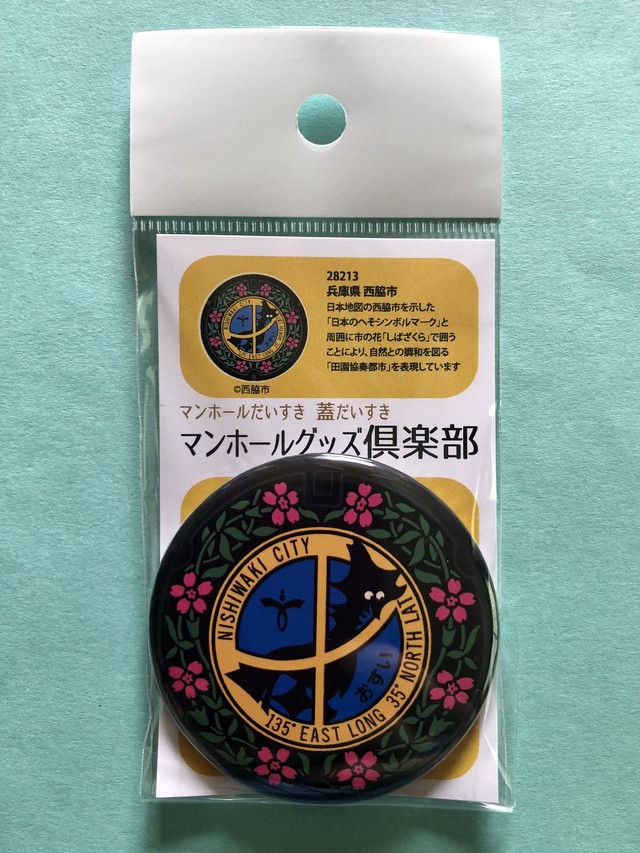 28213
兵庫県 西脇市
日本地図の西脇市を示した
「日本のへそシンボルマーク」と
周囲に市の花「しばざくら」で囲う
ことにより、自然との調和を図る
「田園協奏都市」を表現しています
©西脇市
マンホールだいすき 蓋だいすき
マンホールグッズ倶楽部
NISHIWAKI CITY
おすい
135° EAST LONG 35° NORTH LAT